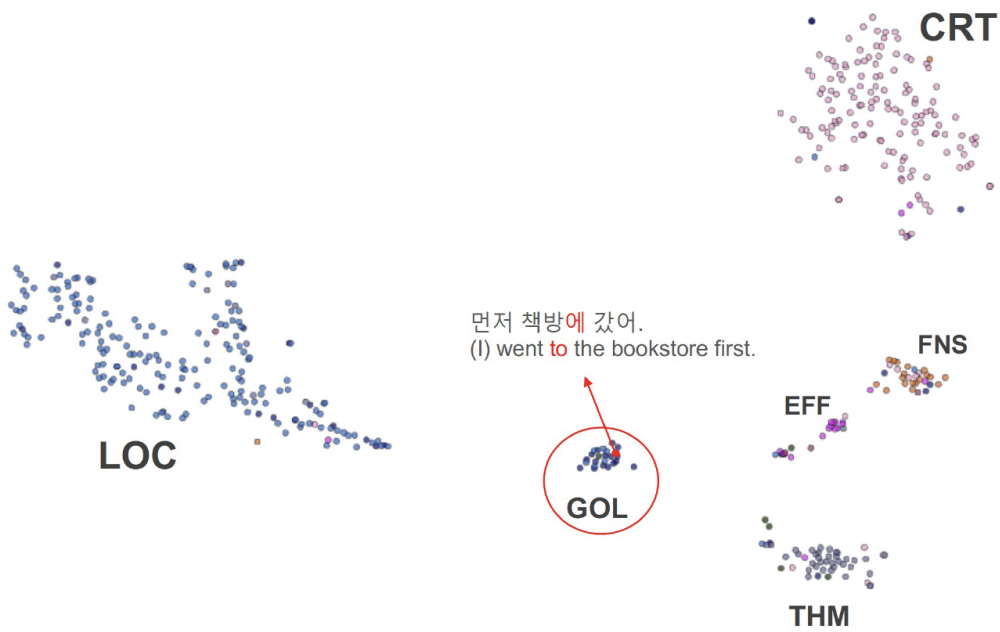 CRT
먼저 책방에 갔어.
(I) went to the bookstore first.
FNS
EFF
LOC
GOL
THM